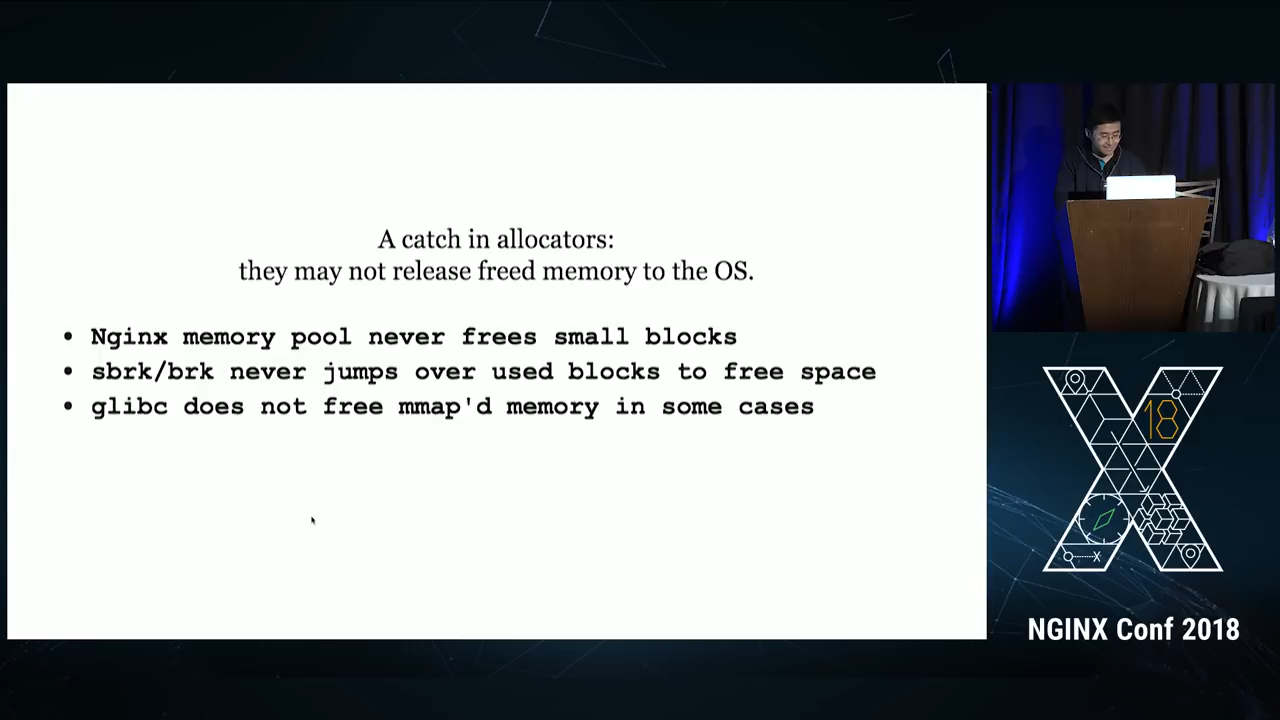 A catch in allocators:
they may not release freed memory to the OS.
• Nginx memory pool never frees small blocks
• sbrk/brk never jumps over used blocks to free space
• glibc does not free mmap'd memory in some cases
18
X
NGINX Conf 2018